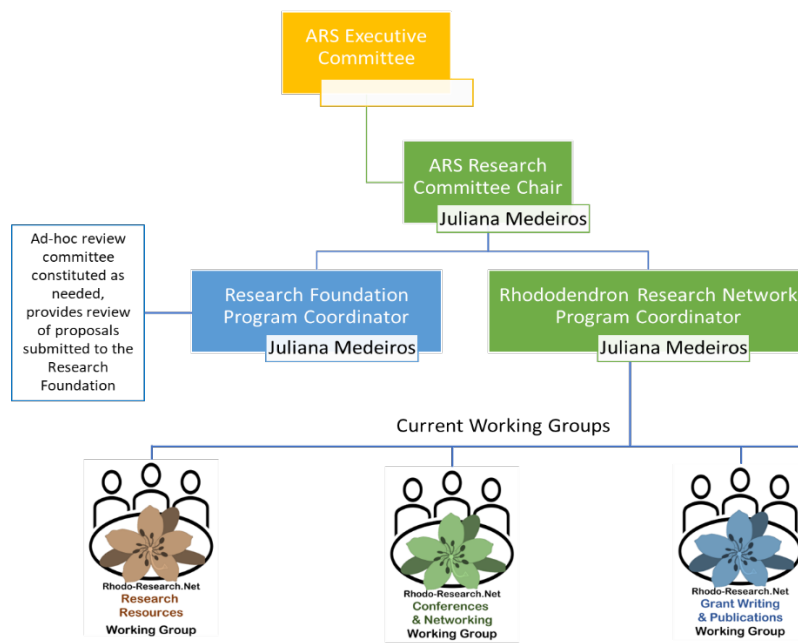 ARS Executive
Committee
ARS Research
Committee Chair
Juliana Medeiros
Ad-hoc review
committee
constituted as
needed,
provides review
of proposals
submitted to the
Research
Foundation
Research Foundation
Program Coordinator
Juliana Medeiros
Rhododendron Research Network
Program Coordinator
Juliana Medeiros
Current Working Groups
Rhodo-Research.Net
Research
Resources
Working Group
Rhodo-Research.Net
Conferences
& Networking
Working Group
Rhodo-Research.Net
Grant Writing
& Publications
Working Group